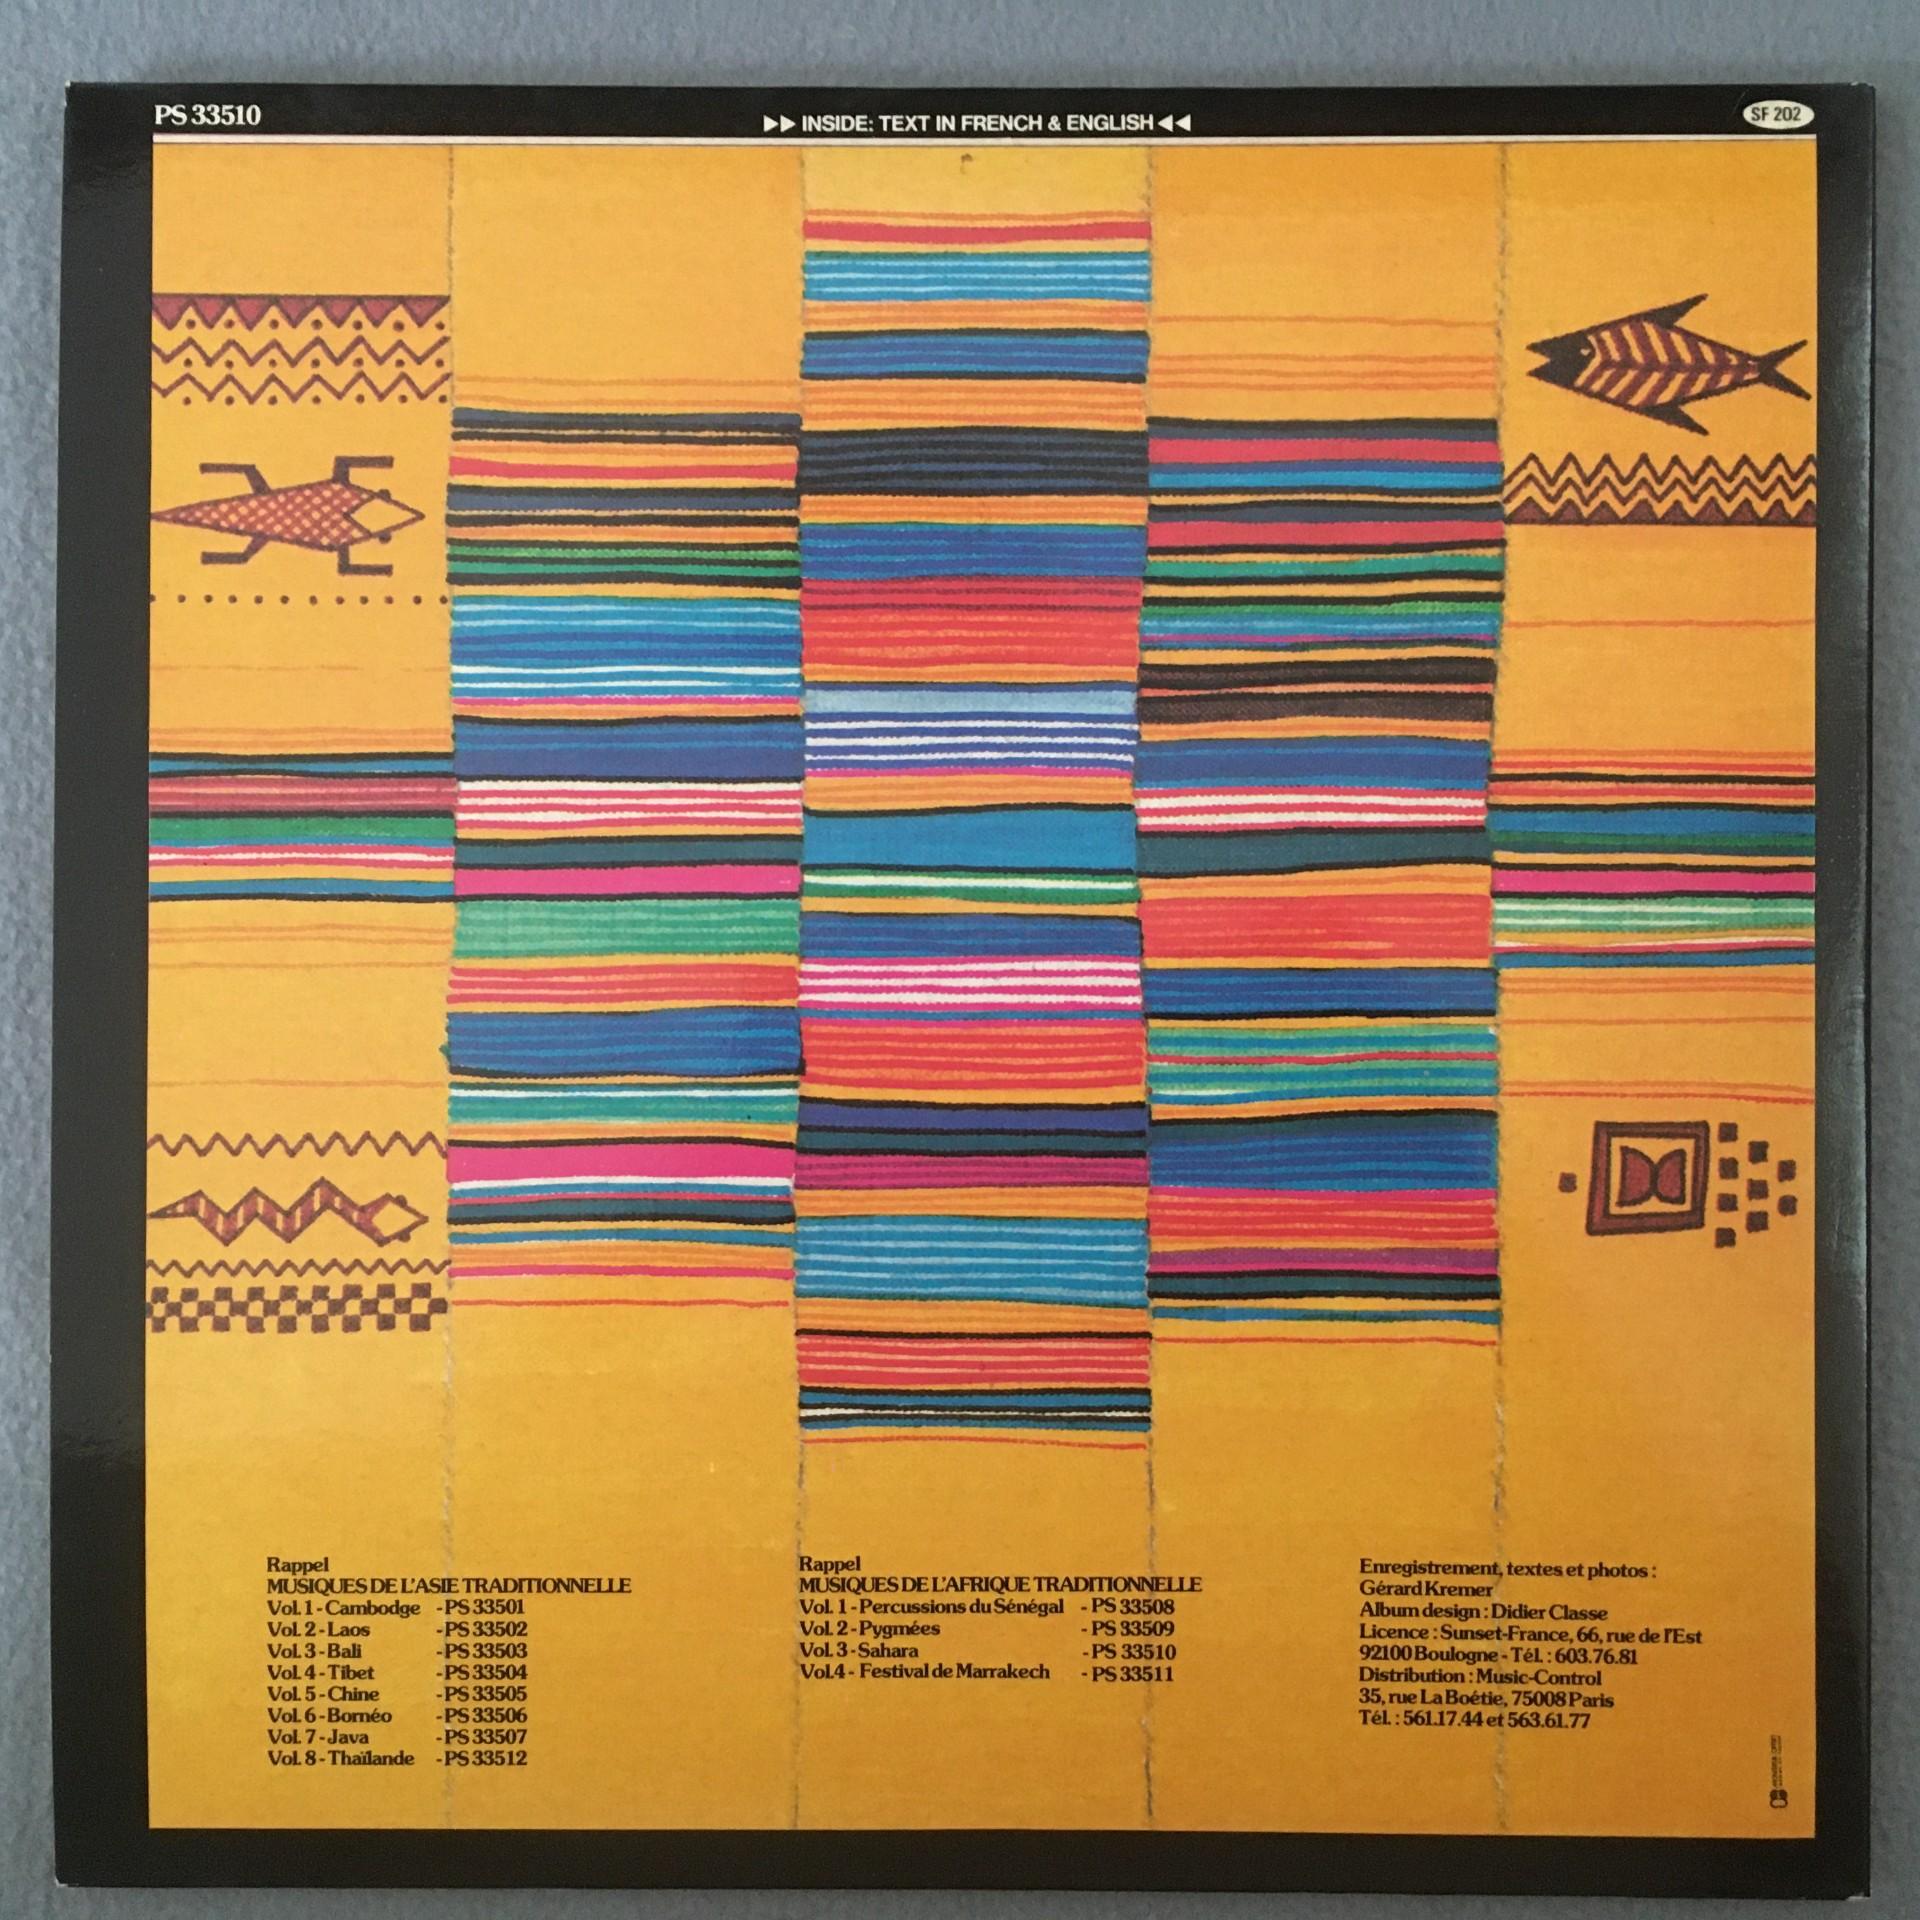 PS 33510
▶▶ INSIDE: TEXT IN FRENCH & ENGLISH ◀◀
SF 202
Rappel
MUSIQUES DE L'ASIE TRADITIONNELLE
Vol. 1 - Cambodge - PS 33501
Vol. 2 - Laos - PS 33502
Vol. 3 - Bali - PS 33503
Vol. 4 - Tibet - PS 33504
Vol. 5 - Chine - PS 33505
Vol. 6 - Bornéo - PS 33506
Vol. 7 - Java - PS 33507
Vol. 8 - Thaïlande - PS 33512
Rappel
MUSIQUES DE L'AFRIQUE TRADITIONNELLE
Vol. 1 - Percussions du Sénégal - PS 33508
Vol. 2 - Pygmées - PS 33509
Vol. 3 - Sahara - PS 33510
Vol. 4 - Festival de Marrakech - PS 33511
Enregistrement, textes et photos :
Gérard Kremer
Album design : Didier Classe
Licence : Sunset-France, 66, rue de l'Est
92100 Boulogne - Tél. : 603.76.81
Distribution : Music-Control
35, rue La Boétie, 75008 Paris
Tél. : 561.17.44 et 563.61.77